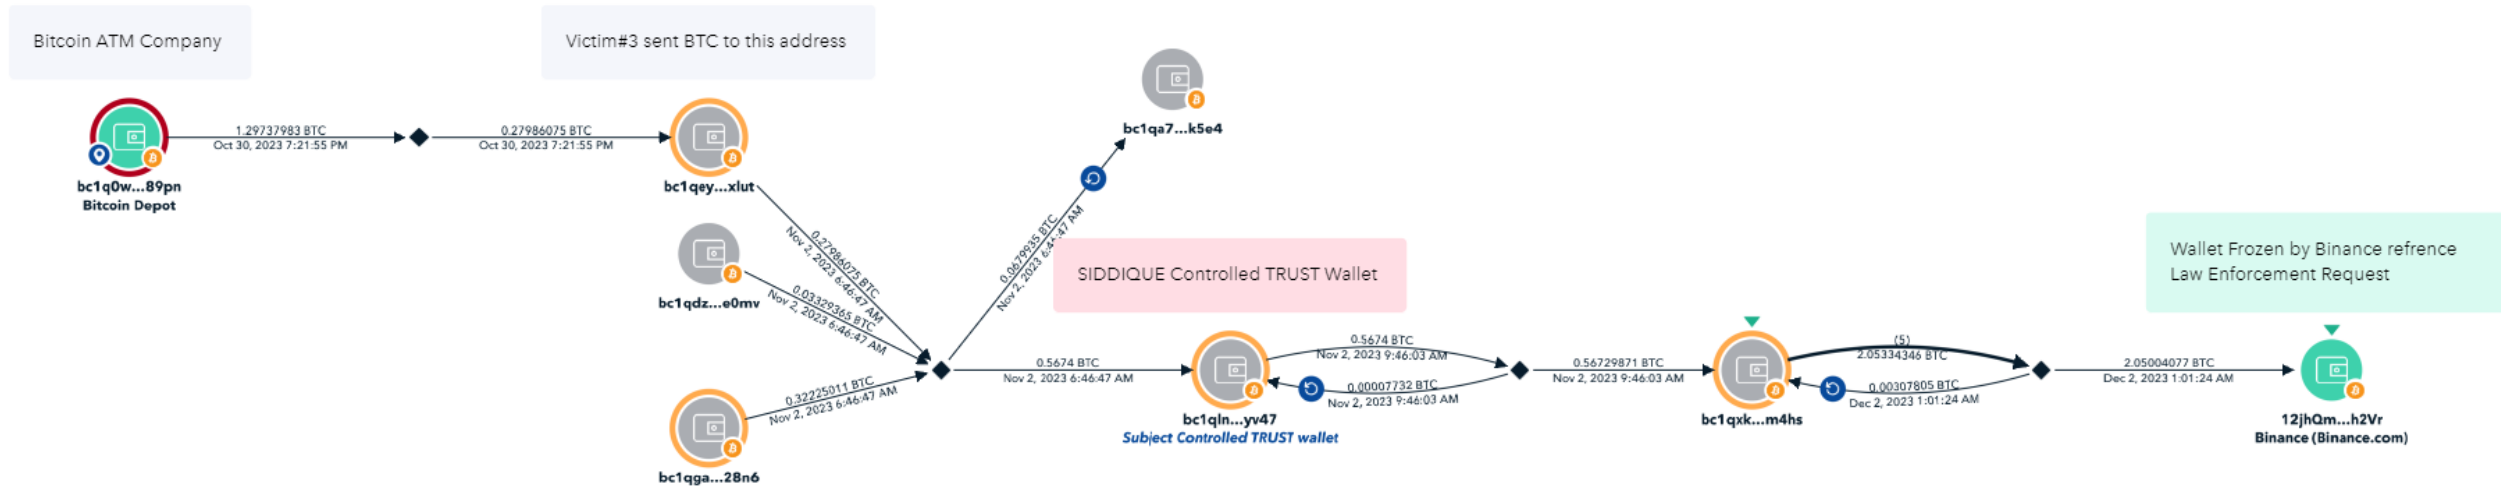 Bitcoin ATM Company
Victim#3 sent BTC to this address
1.29737983 BTC
Oct 30, 2023 7:21:55 PM
0.27986075 BTC
Oct 30, 2023 7:21:55 PM
bc1q0w...89pn
Bitcoin Depot
bc1qey...xlut
bc1qa7...k5e4
0.27986075 BTC
Nov 2, 2023 6:46:47 AM
bc1qdz...e0mv
0.03329365 BTC
Nov 2, 2023 6:46:47 AM
0.0679935 BTC
Nov 2, 2023 6:46:47 AM
SIDDIQUE Controlled TRUST Wallet
Wallet Frozen by Binance refrence
Law Enforcement Request
0.32225011 BTC
Nov 2, 2023 6:46:47 AM
bc1qga...28n6
0.5674 BTC
Nov 2, 2023 6:46:47 AM
bc1qln...yv47
Subject Controlled TRUST wallet
0.5674 BTC
Nov 2, 2023 9:46:03 AM
0.00007732 BTC
Nov 2, 2023 9:46:03 AM
0.56729871 BTC
Nov 2, 2023 9:46:03 AM
bc1qxk...m4hs
(5)
2.05334346 BTC
0.00307805 BTC
Dec 2, 2023 1:01:24 AM
2.05004077 BTC
Dec 2, 2023 1:01:24 AM
12jhQm...h2Vr
Binance (Binance.com)